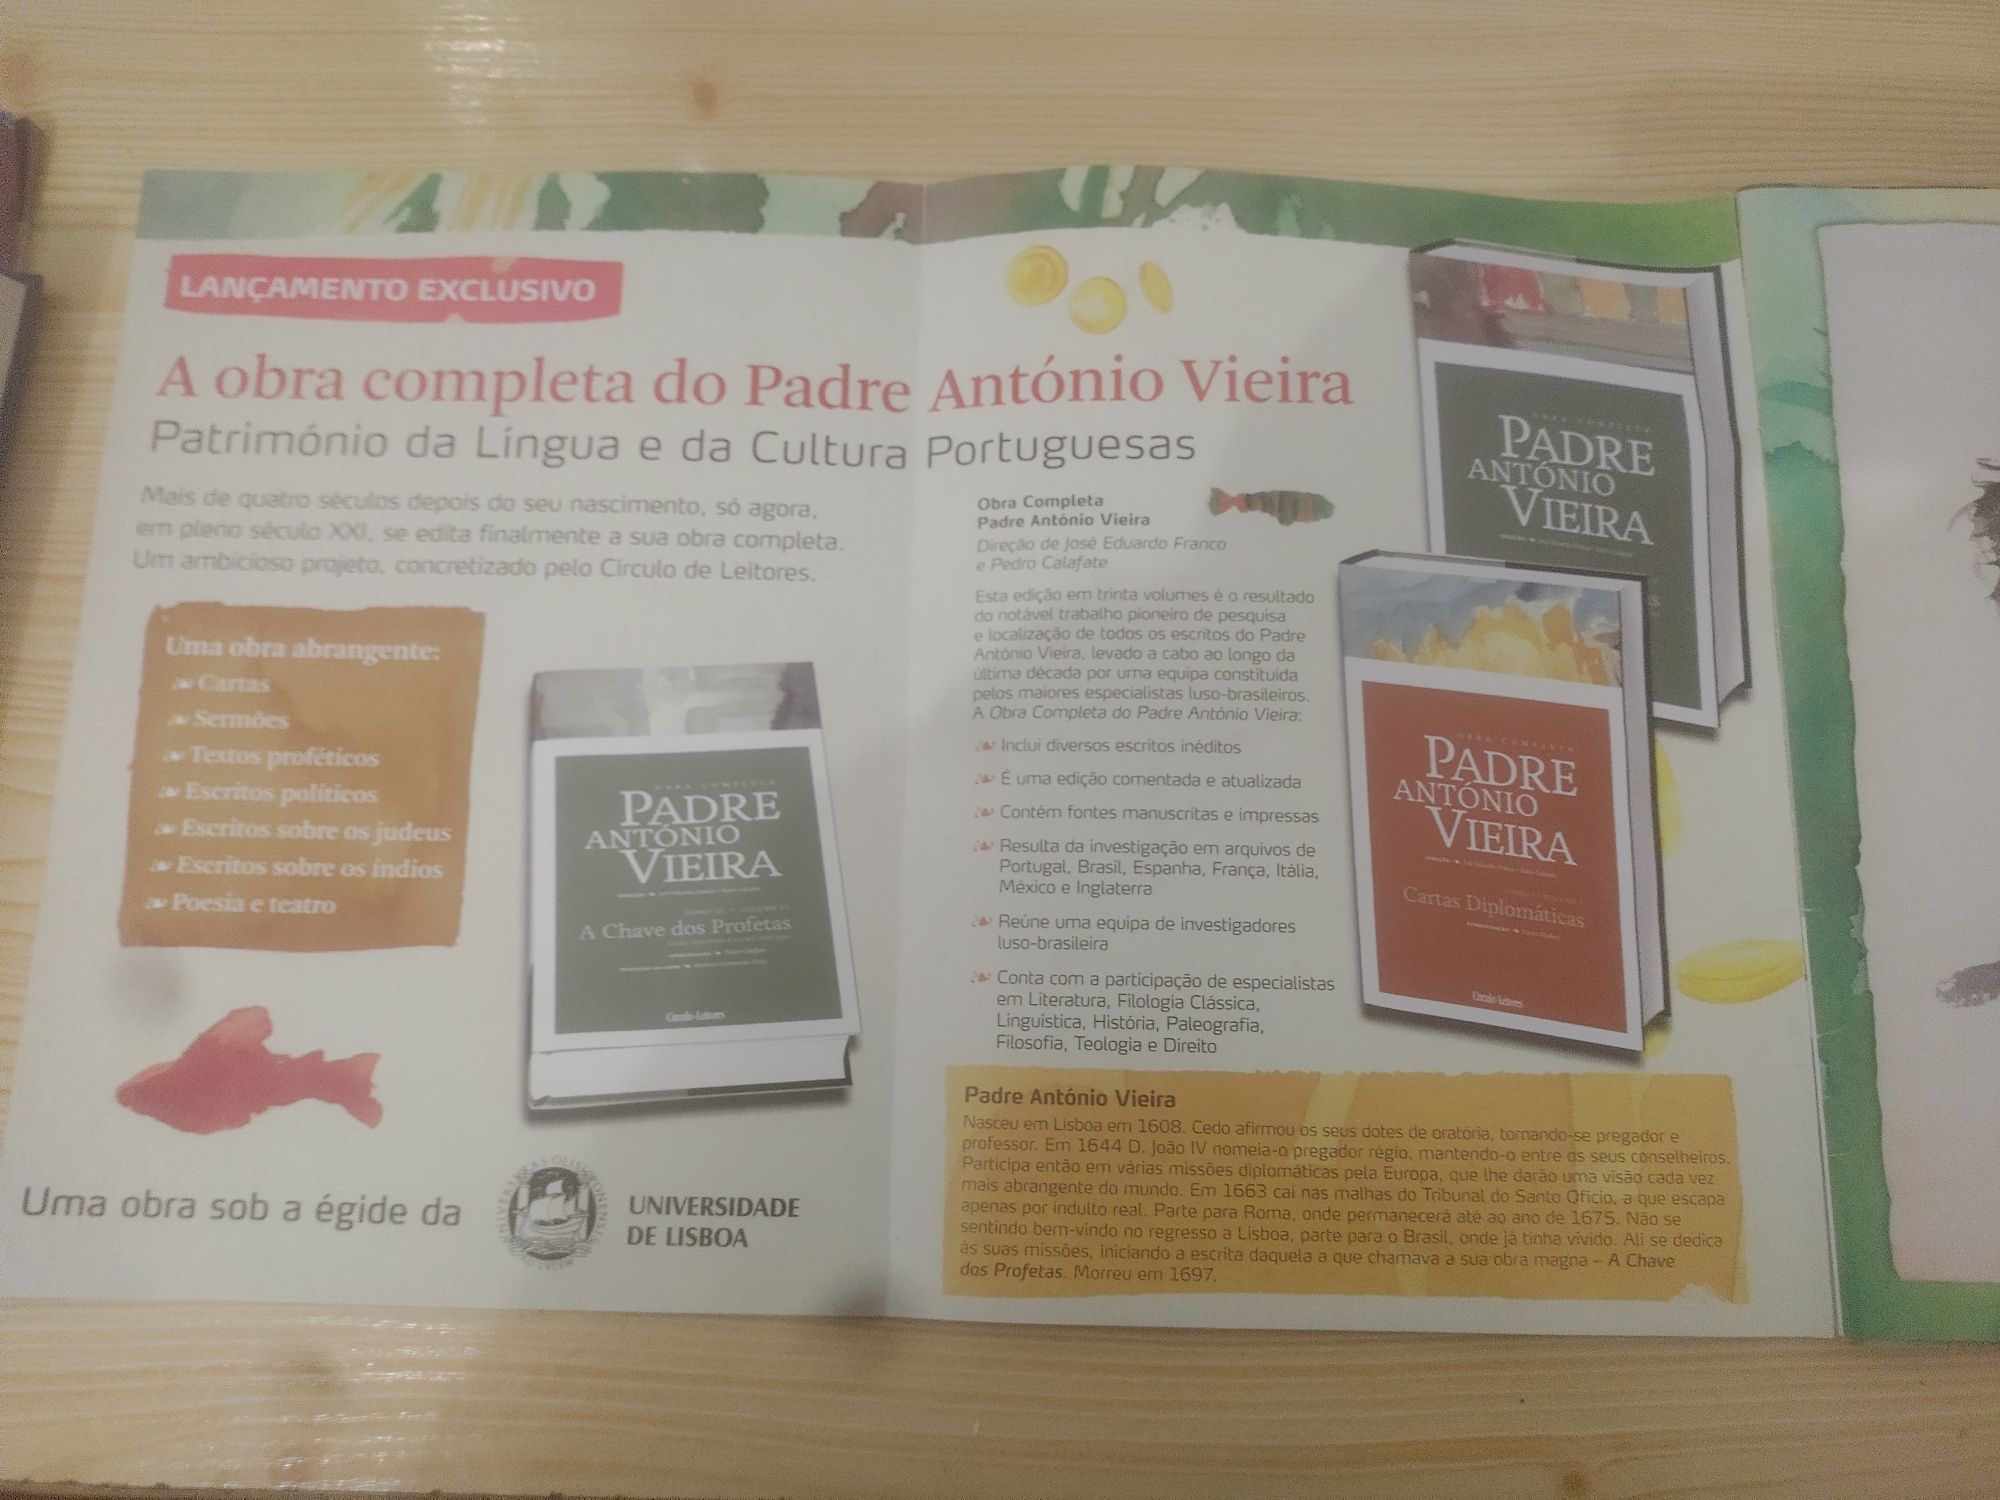 LANÇAMENTO EXCLUSIVO
A obra completa do Padre António Vieira
Património da Língua e da Cultura Portuguesas
Mais de quatro séculos depois do seu nascimento, só agora,
em pleno século XXI, se edita finalmente a sua obra completa.
Um ambicioso projeto, concretizado pelo Círculo de Leitores.
Uma obra abrangente:
Cartas
Sermões
Textos proféticos
Escritos políticos
Escritos sobre os judeus
Escritos sobre os índios
Poesia e teatro
OBRA COMPLETA
PADRE
ANTÓNIO
VIEIRA
TOMO III VOLUME VI
A Chave dos Profetas
Círculo Leitores
Uma obra sob a égide da
UNIVERSIDADE
DE LISBOA
Obra Completa
Padre António Vieira
Direção de José Eduardo Franco
e Pedro Calafate
Esta edição em trinta volumes é o resultado
do notável trabalho pioneiro de pesquisa
e localização de todos os escritos do Padre
António Vieira, levado a cabo ao longo da
última década por uma equipa constituída
pelos maiores especialistas luso-brasileiros.
A Obra Completa do Padre António Vieira:
Inclui diversos escritos inéditos
É uma edição comentada e atualizada
Contém fontes manuscritas e impressas
Resulta da investigação em arquivos de
Portugal, Brasil, Espanha, França, Itália,
México e Inglaterra
Reúne uma equipa de investigadores
luso-brasileira
Conta com a participação de especialistas
em Literatura, Filologia Clássica,
Linguística, História, Paleografia,
Filosofia, Teologia e Direito
OBRA COMPLETA
PADRE
ANTÓNIO
VIEIRA
OBRA COMPLETA
PADRE
ANTÓNIO
VIEIRA
Cartas Diplomáticas
Círculo Leitores
Padre António Vieira
Nasceu em Lisboa em 1608. Cedo afirmou os seus dotes de oratória, tornando-se pregador e
professor. Em 1644 D. João IV nomeia-o pregador régio, mantendo-o entre os seus conselheiros.
Participa então em várias missões diplomáticas pela Europa, que lhe darão uma visão cada vez
mais abrangente do mundo. Em 1663 cai nas malhas do Tribunal do Santo Ofício, a que escapa
apenas por indulto real. Parte para Roma, onde permanecerá até ao ano de 1675. Não se
sentindo bem-vindo no regresso a Lisboa, parte para o Brasil, onde já tinha vivido. Ali se dedica
às suas missões, iniciando a escrita daquela a que chamava a sua obra magna – A Chave
dos Profetas. Morreu em 1697.